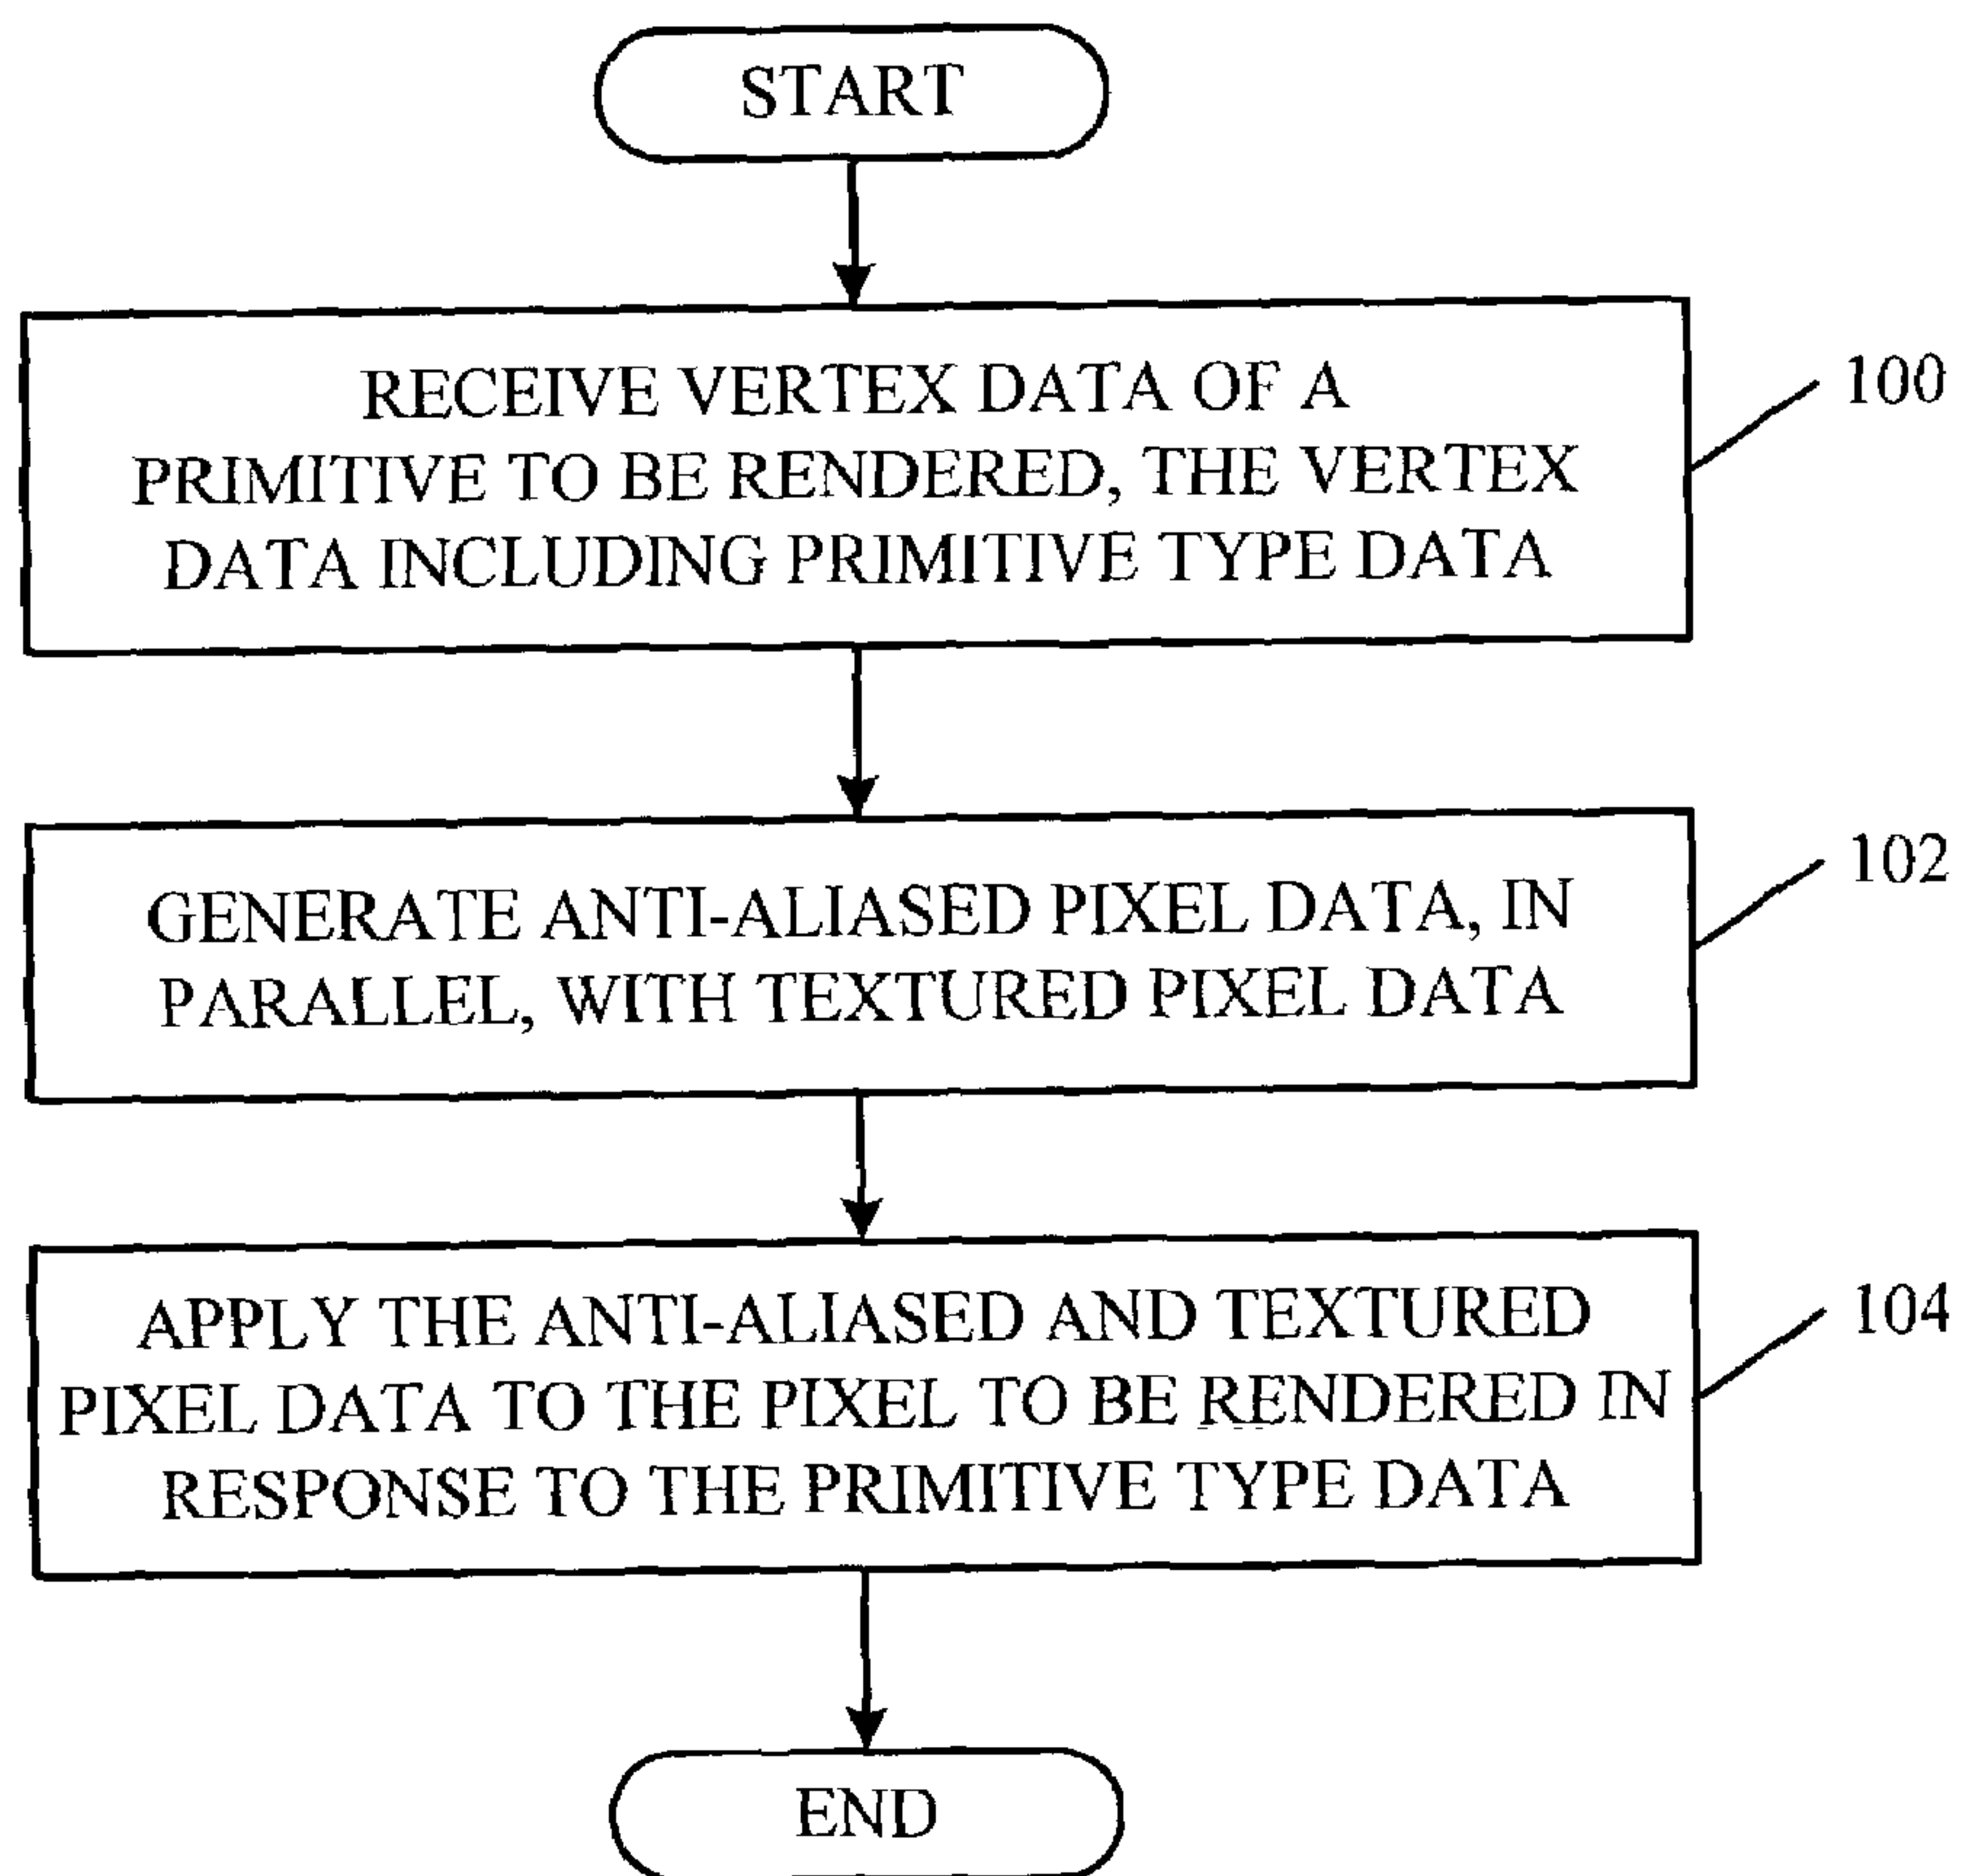 START
RECEIVE VERTEX DATA OF A
PRIMITIVE TO BE RENDERED, THE VERTEX
DATA INCLUDING PRIMITIVE TYPE DATA
100
GENERATE ANTI-ALIASED PIXEL DATA, IN
PARALLEL, WITH TEXTURED PIXEL DATA
102
APPLY THE ANTI-ALIASED AND TEXTURED
PIXEL DATA TO THE PIXEL TO BE RENDERED IN
RESPONSE TO THE PRIMITIVE TYPE DATA
104
END